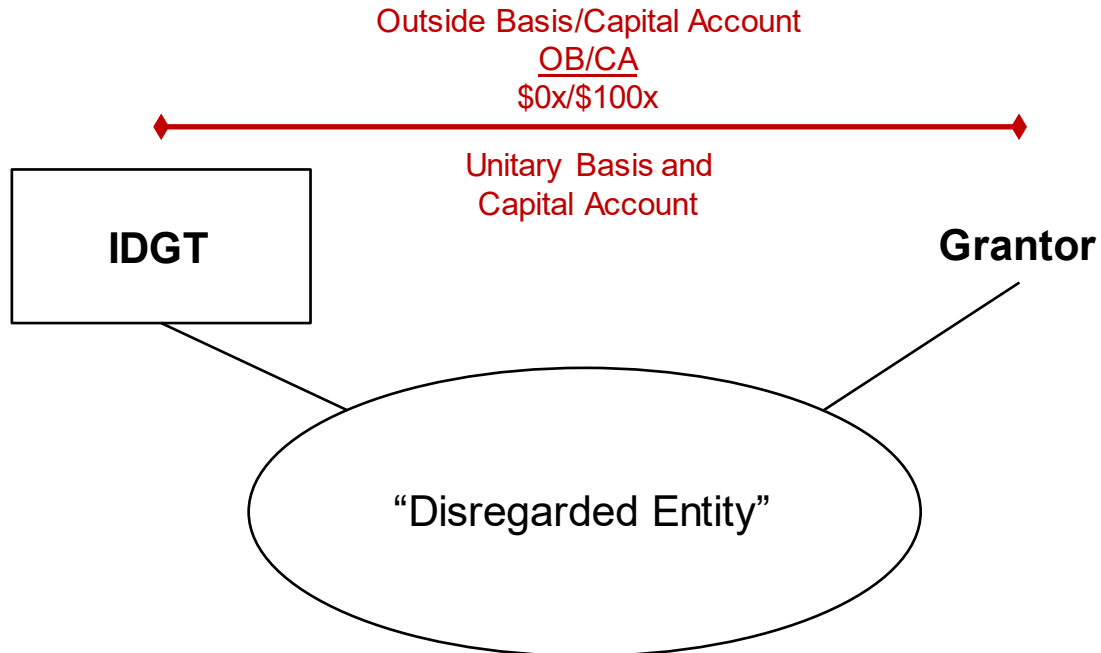 Outside Basis/Capital Account
OB/CA
$0x/$100x
Unitary Basis and
Capital Account
IDGT
Grantor
“Disregarded Entity”